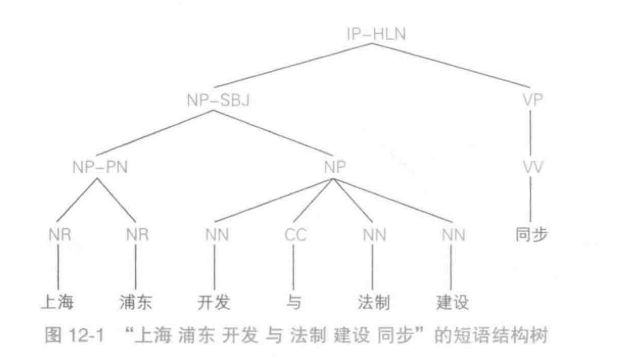 IP-HLN
NP-SBJ VP
NP-PN NP VV
NR NR NN CC NN NN 同步
上海 浦东 开发 与 法制 建设
图 12-1 “上海 浦东 开发 与 法制 建设 同步”的短语结构树